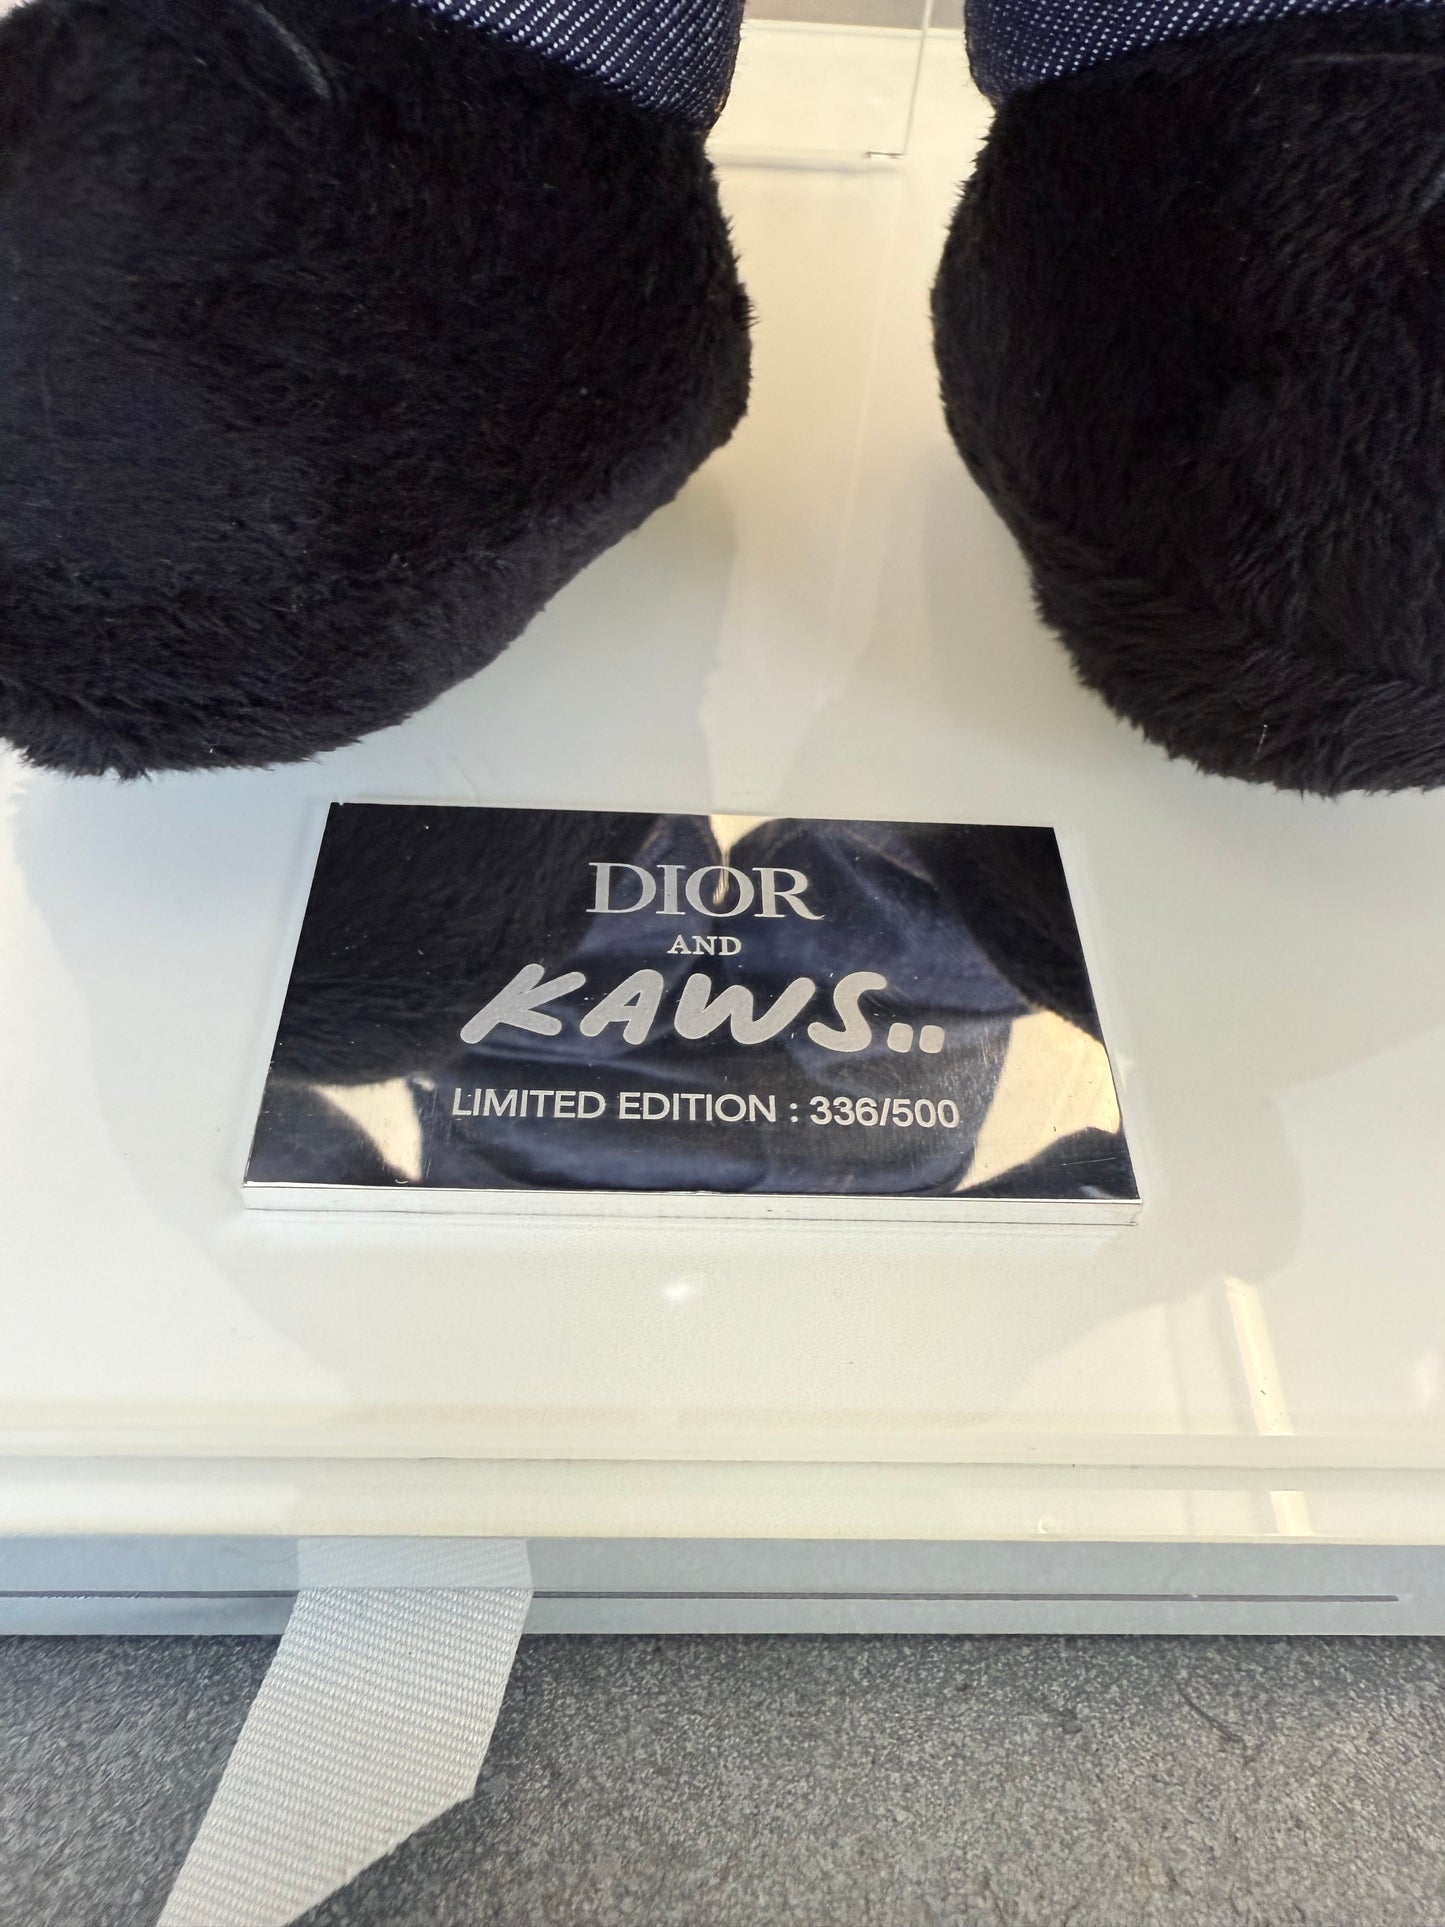 DIOR
AND
KAWS..
LIMITED EDITION : 336/500